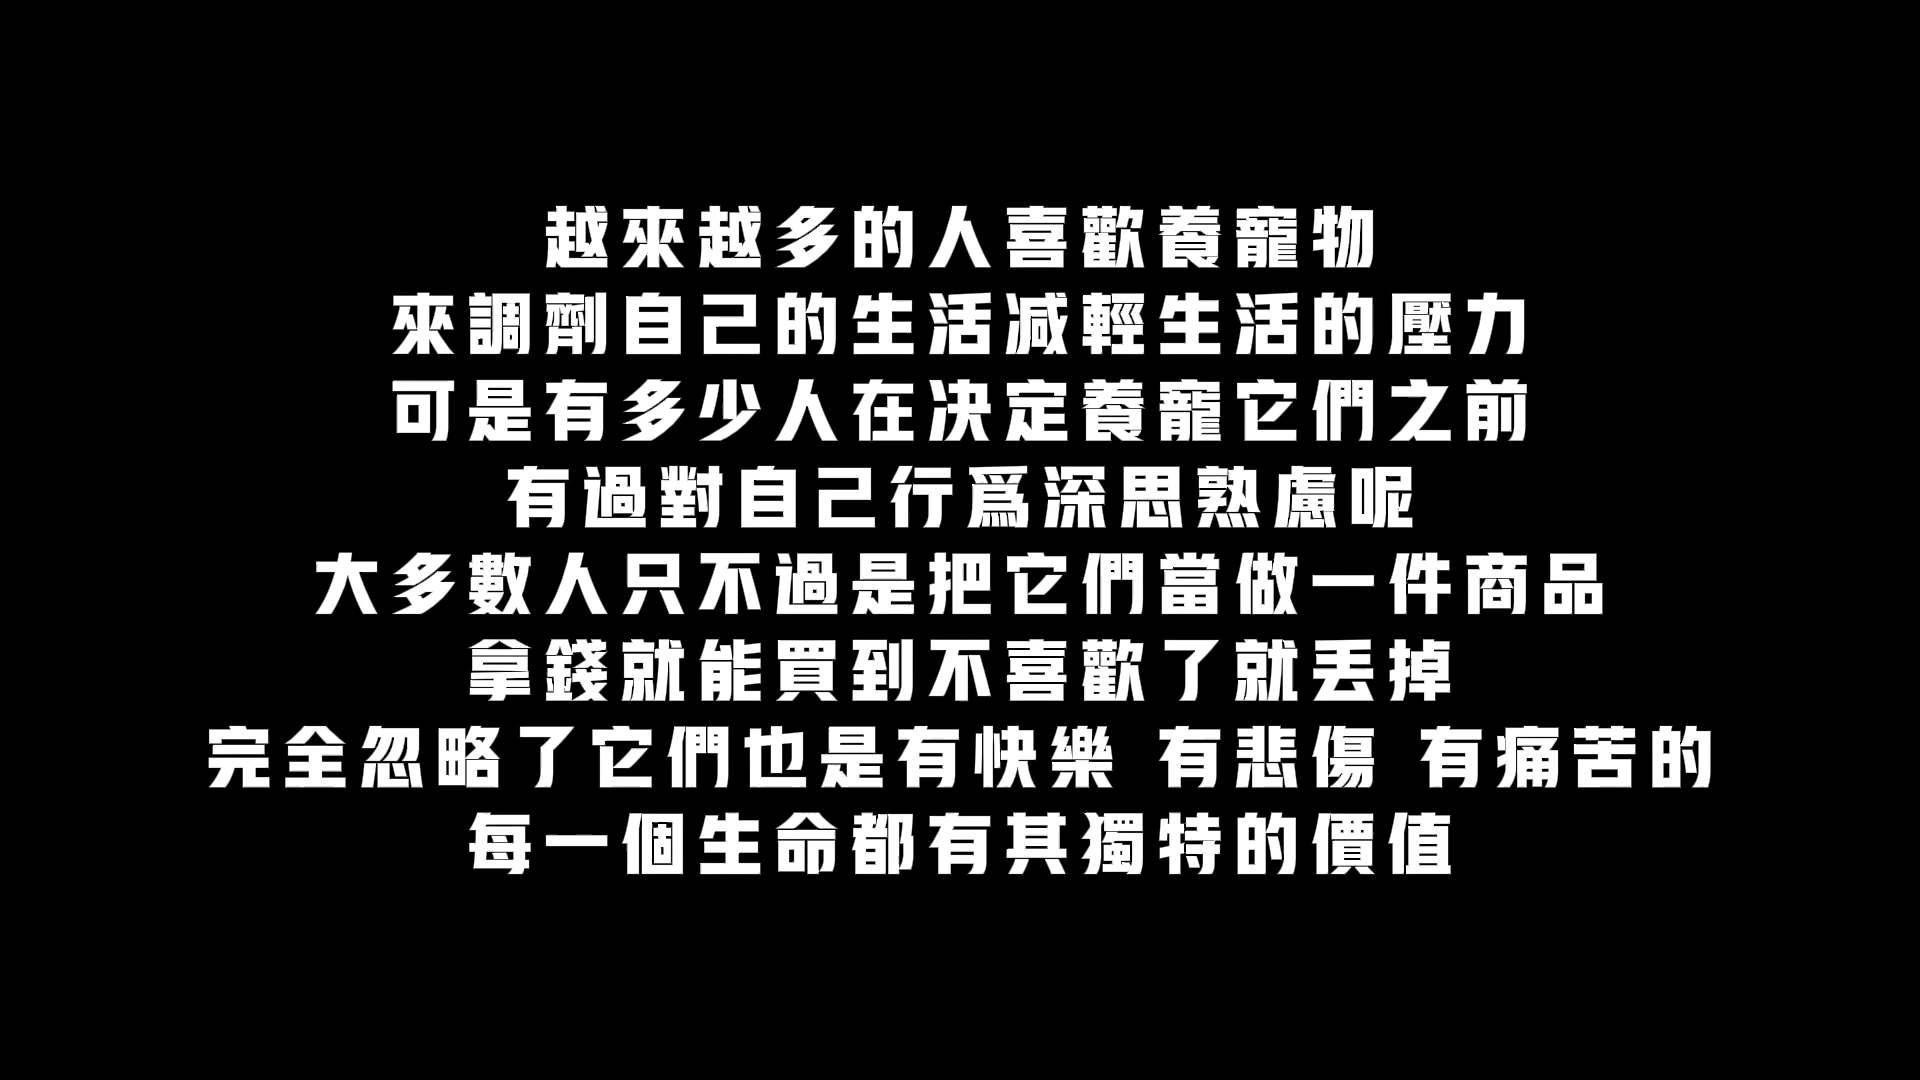 越來越多的人喜歡養寵物
來調劑自己的生活减輕生活的壓力
可是有多少人在决定養寵它們之前
有過對自己行爲深思熟慮呢
大多數人只不過是把它們當做一件商品
拿錢就能買到不喜歡了就丢掉
完全忽略了它們也是有快樂 有悲傷 有痛苦的
每一個生命都有其獨特的價值